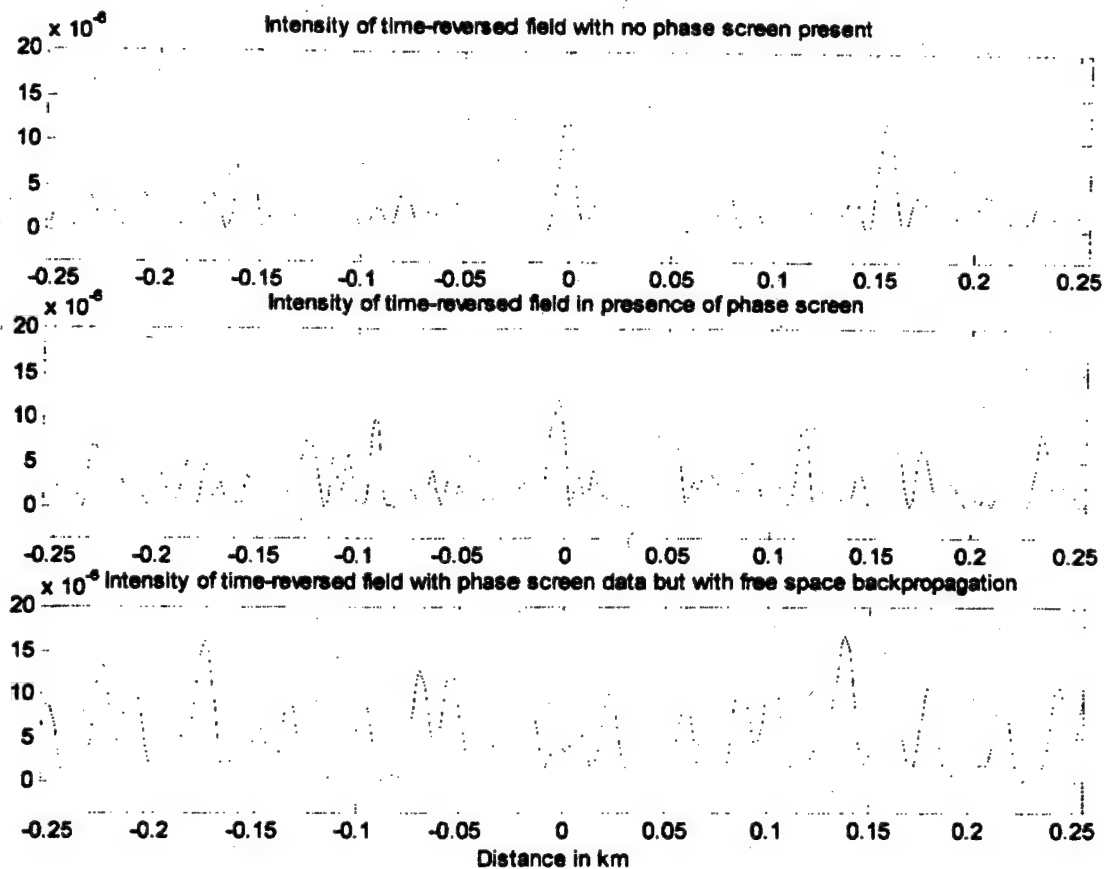 x 10⁻⁶ Intensity of time-reversed field with no phase screen present
20
15
10
5
0
-0.25 -0.2 -0.15 -0.1 -0.05 0 0.05 0.1 0.15 0.2 0.25
x 10⁻⁶ Intensity of time-reversed field in presence of phase screen
20
15
10
5
0
-0.25 -0.2 -0.15 -0.1 -0.05 0 0.05 0.1 0.15 0.2 0.25
x 10⁻⁶ Intensity of time-reversed field with phase screen data but with free space backpropagation
20
15
10
5
0
-0.25 -0.2 -0.15 -0.1 -0.05 0 0.05 0.1 0.15 0.2 0.25
Distance in km